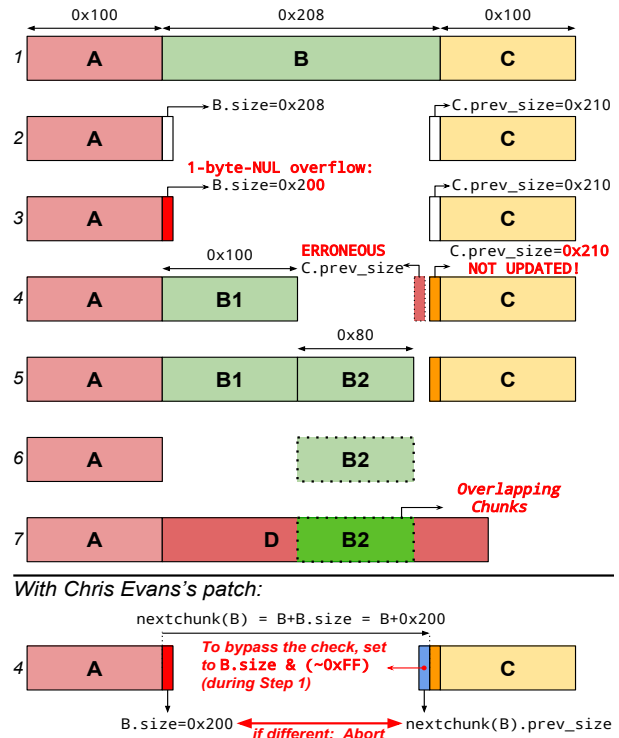 0x100 0x208 0x100
1 A B C
B.size=0x208 C.prev_size=0x210
2 A C
1-byte-NUL overflow:
B.size=0x200 C.prev_size=0x210
3 A C
0x100 ERRONEOUS C.prev_size=0x210
C.prev_size NOT UPDATED!
4 A B1 C
0x80
5 A B1 B2 C
6 A B2
Overlapping
Chunks
7 A D B2
With Chris Evans's patch:
nextchunk(B) = B+B.size = B+0x200
To bypass the check, set
4 A to B.size & (~0xFF) C
(during Step 1)
B.size=0x200 nextchunk(B).prev_size
if different: Abort